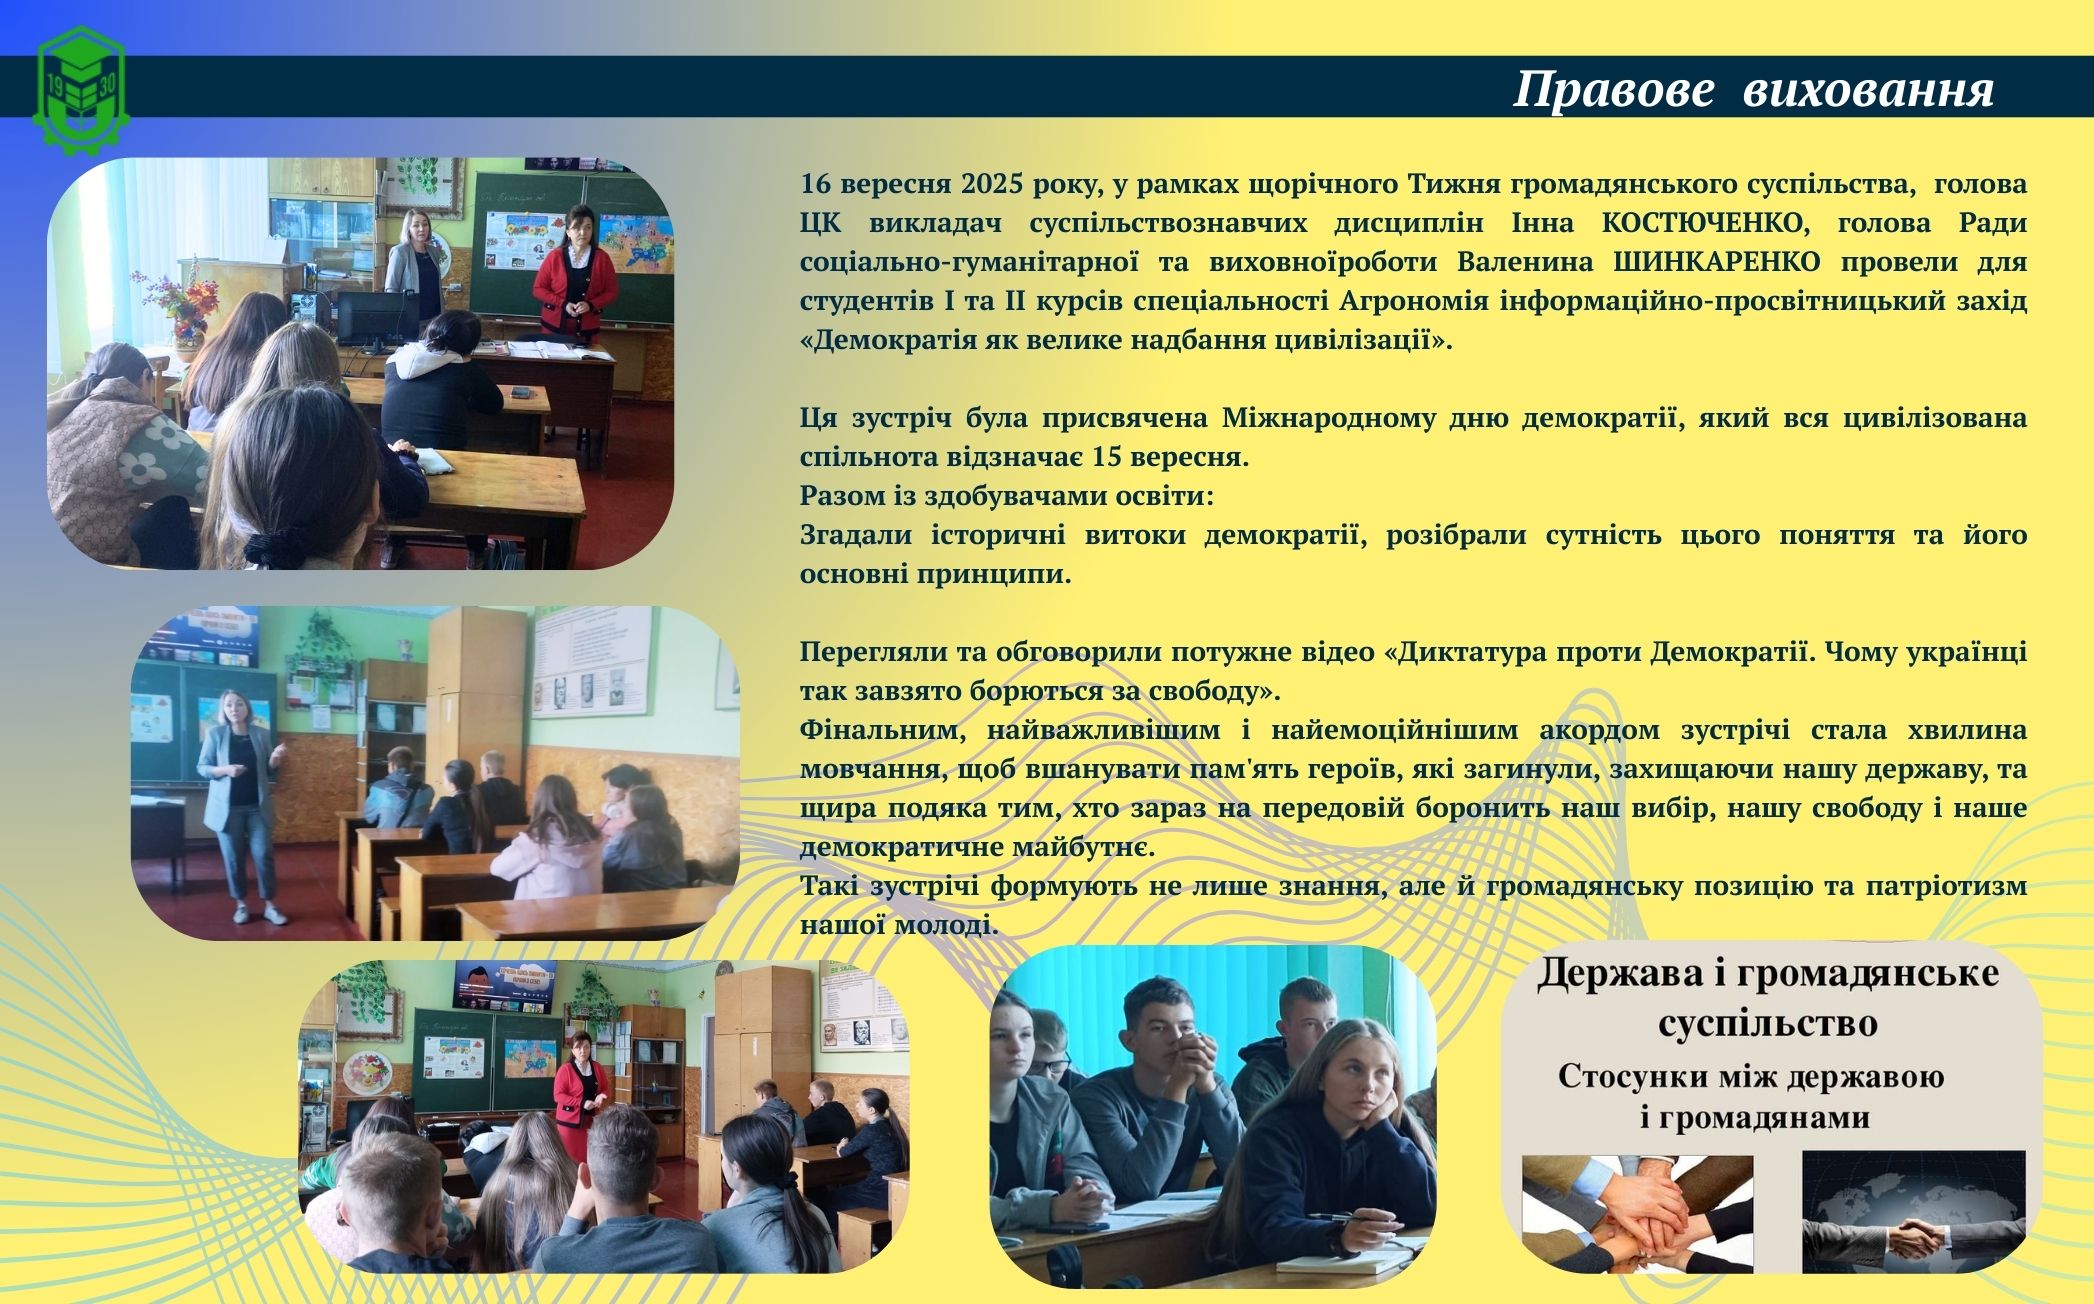 19 30
Правове виховання
16 вересня 2025 року, у рамках щорічного Тижня громадянського суспільства, голова
ЦК викладач суспільствознавчих дисциплін Інна КОСТЮЧЕНКО, голова Ради
соціально-гуманітарної та виховноїроботи Валенина ШИНКАРЕНКО провели для
студентів І та ІІ курсів спеціальності Агрономія інформаційно-просвітницький захід
«Демократія як велике надбання цивілізації».
Ця зустріч була присвячена Міжнародному дню демократії, який вся цивілізована
спільнота відзначає 15 вересня.
Разом із здобувачами освіти:
Згадали історичні витоки демократії, розібрали сутність цього поняття та його
основні принципи.
Перегляли та обговорили потужне відео «Диктатура проти Демократії. Чому українці
так завзято борються за свободу».
Фінальним, найважливішим і найемоційнішим акордом зустрічі стала хвилина
мовчання, щоб вшанувати пам'ять героїв, які загинули, захищаючи нашу державу, та
щира подяка тим, хто зараз на передовій боронить наш вибір, нашу свободу і наше
демократичне майбутнє.
Такі зустрічі формують не лише знання, але й громадянську позицію та патріотизм
нашої молоді.
Держава і громадянське
суспільство
Стосунки між державою
і громадянами